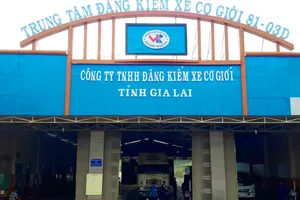 TRUNG TÂM ĐĂNG KIỂM XE CƠ GIỚI 81-03D
CÔNG TY TNHH ĐĂNG KIỂM XE CƠ GIỚI
TỈNH GIA LAI